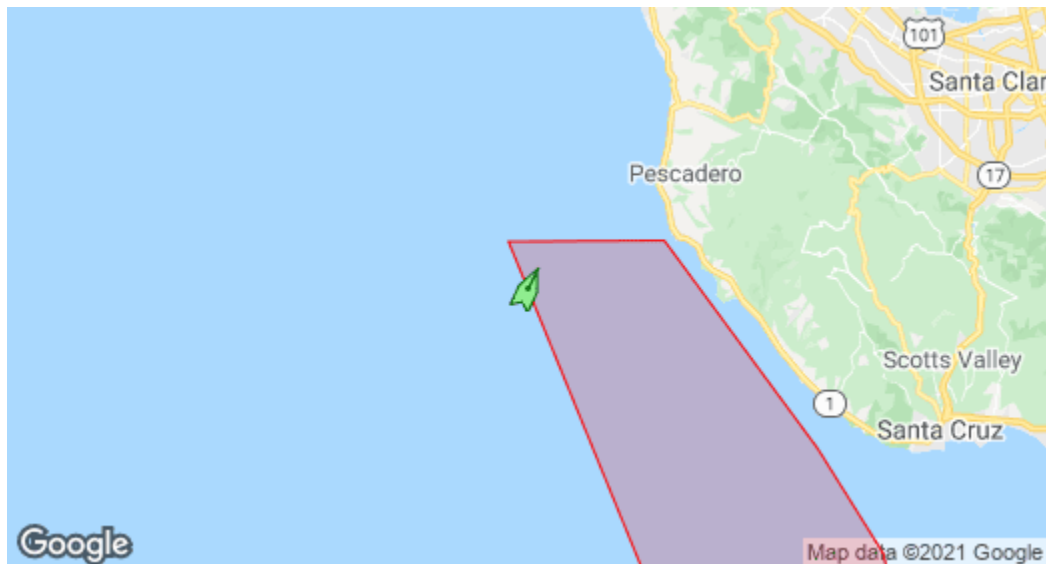 101
Santa Clar
Pescadero
17
Scotts Valley
1
Santa Cruz
Google
Map data ©2021 Google